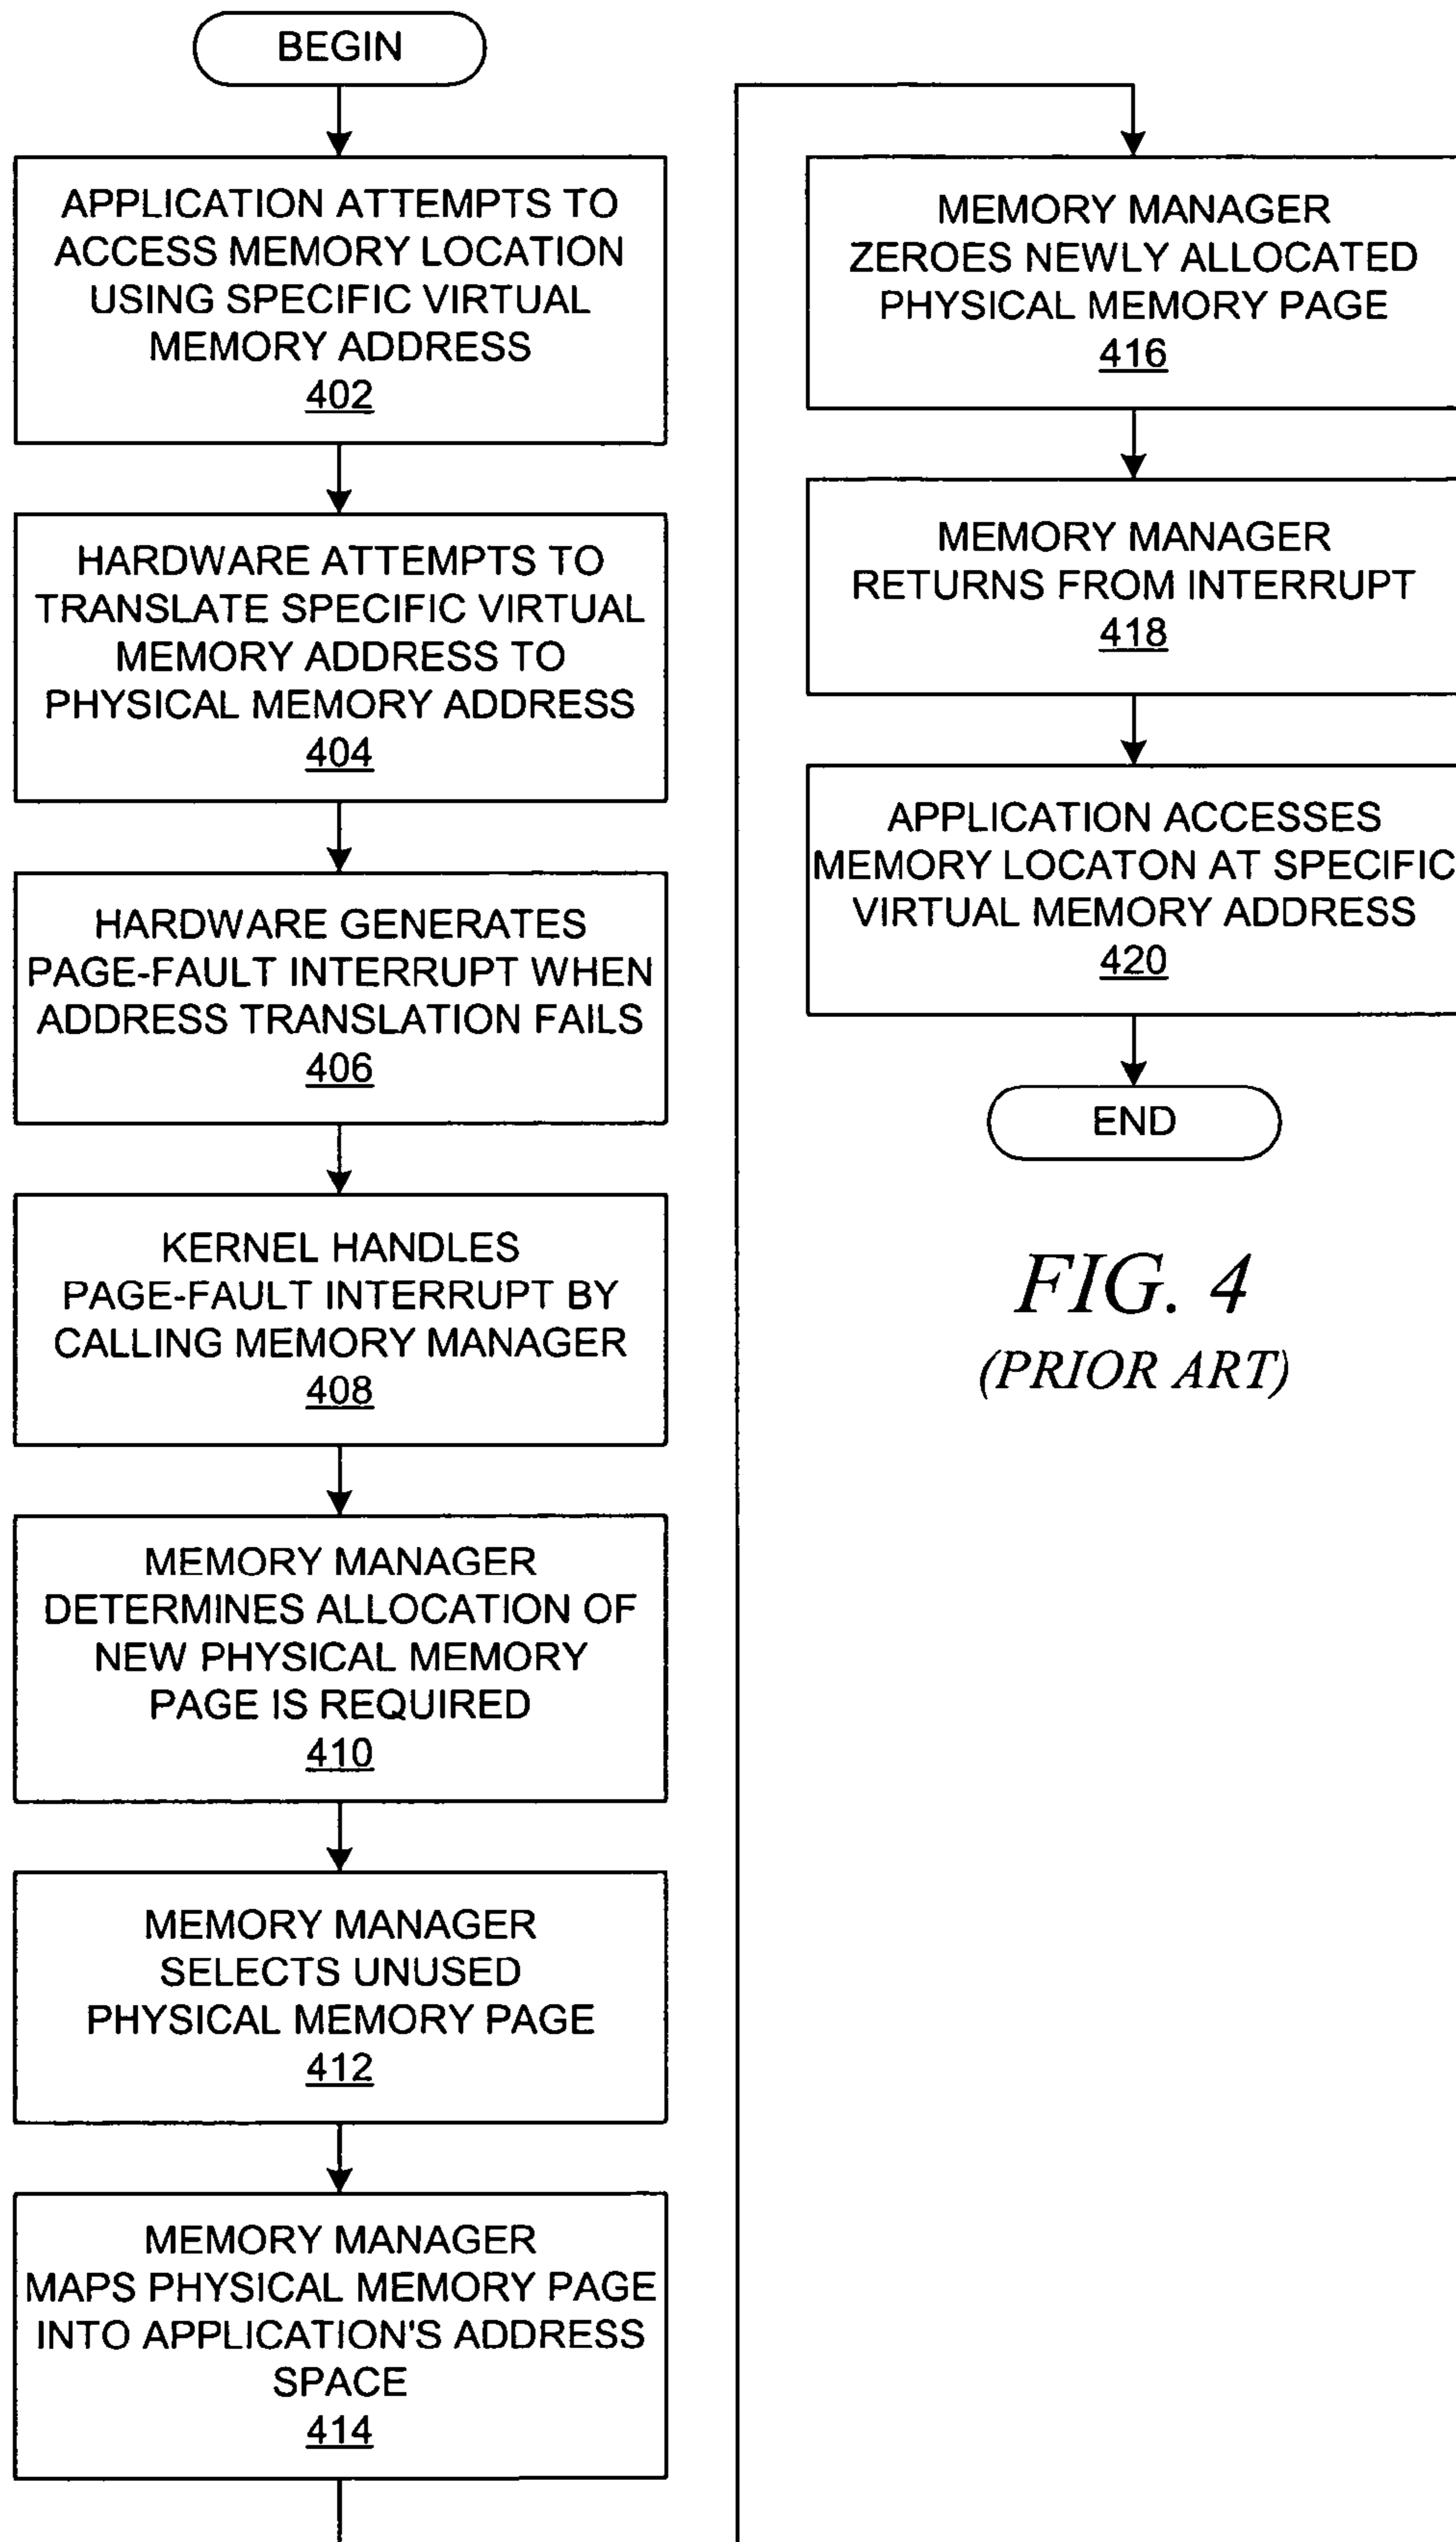 BEGIN
APPLICATION ATTEMPTS TO
ACCESS MEMORY LOCATION
USING SPECIFIC VIRTUAL
MEMORY ADDRESS
402
HARDWARE ATTEMPTS TO
TRANSLATE SPECIFIC VIRTUAL
MEMORY ADDRESS TO
PHYSICAL MEMORY ADDRESS
404
HARDWARE GENERATES
PAGE-FAULT INTERRUPT WHEN
ADDRESS TRANSLATION FAILS
406
KERNEL HANDLES
PAGE-FAULT INTERRUPT BY
CALLING MEMORY MANAGER
408
MEMORY MANAGER
DETERMINES ALLOCATION OF
NEW PHYSICAL MEMORY
PAGE IS REQUIRED
410
MEMORY MANAGER
SELECTS UNUSED
PHYSICAL MEMORY PAGE
412
MEMORY MANAGER
MAPS PHYSICAL MEMORY PAGE
INTO APPLICATION'S ADDRESS
SPACE
414
MEMORY MANAGER
ZEROES NEWLY ALLOCATED
PHYSICAL MEMORY PAGE
416
MEMORY MANAGER
RETURNS FROM INTERRUPT
418
APPLICATION ACCESSES
MEMORY LOCATON AT SPECIFIC
VIRTUAL MEMORY ADDRESS
420
END
FIG. 4
(PRIOR ART)